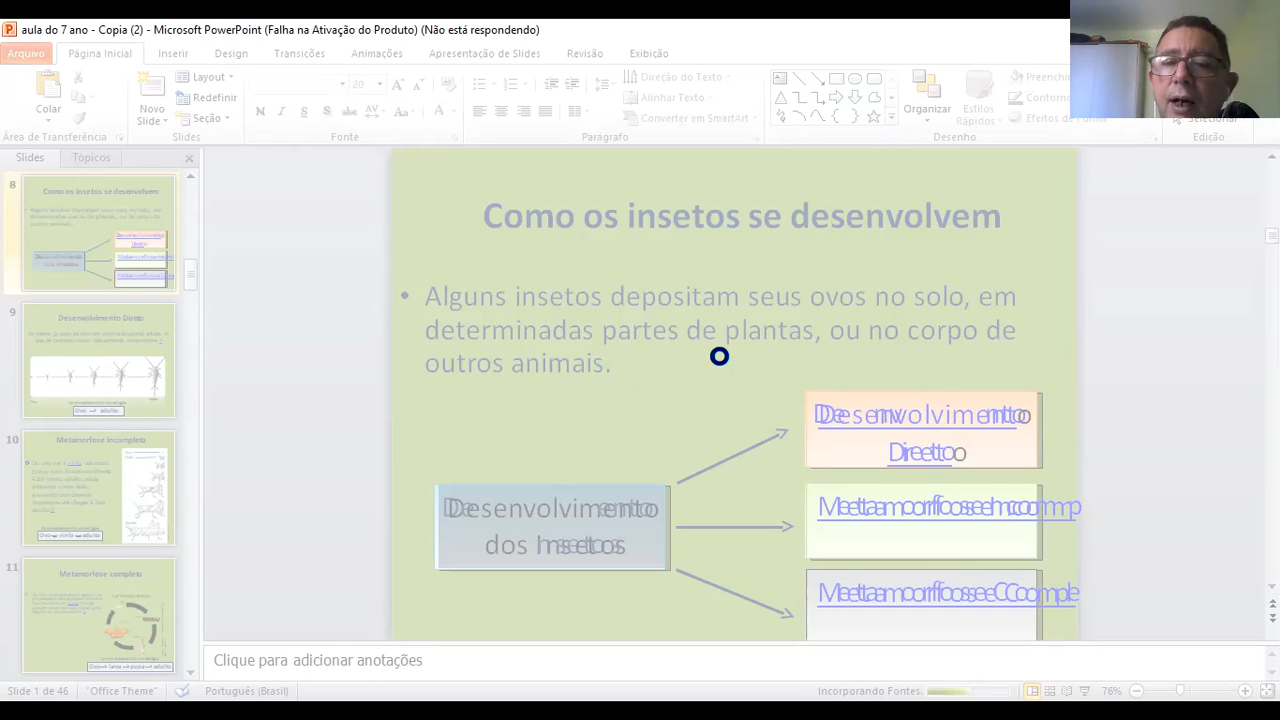 aula do 7 ano - Copia (2) - Microsoft PowerPoint (Falha na Ativação do Produto) (Não está respondendo)
Arquivo Página Inicial Inserir Design Transições Animações Apresentação de Slides Revisão Exibição
Colar
Área de Transferência
Novo
Slide
Layout
Redefinir
Seção
Slides
20
Fonte
Direção do Texto
Alinhar Texto
Converter em SmartArt
Parágrafo
Organizar
Estilos
Rápidos
Preenchim
Contorno
Efeitos de Forma
Desenho
Selecionar
Edição
Slides Tópicos
8
Como os insetos se desenvolvem
9
Desenvolvimento Direto
10
Metamorfose incompleta
11
Metamorfose completa
Como os insetos se desenvolvem
• Alguns insetos depositam seus ovos no solo, em
determinadas partes de plantas, ou no corpo de
outros animais.
Desenvolvimento
dos Insetos
Desenvolvimento
Direto
Metamorfose Incomp
Metamorfose Comple
Clique para adicionar anotações
Slide 1 de 46 "Office Theme" Português (Brasil) Incorporando Fontes. 76%